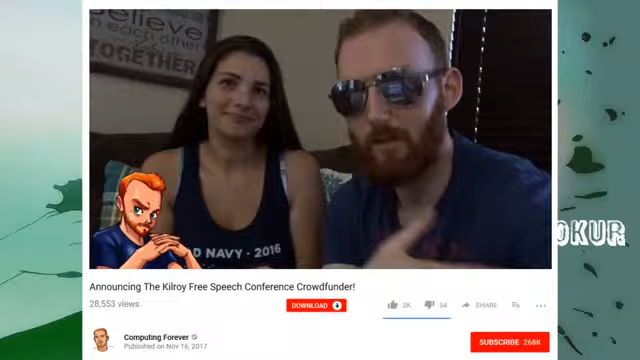 Believe
in each other
TOGETHER
OLD NAVY - 2016
OKUR
Announcing The Kilroy Free Speech Conference Crowdfunder!
28,553 views
DOWNLOAD
2K
54
SHARE
Computing Forever
Published on Nov 16, 2017
SUBSCRIBE 268K